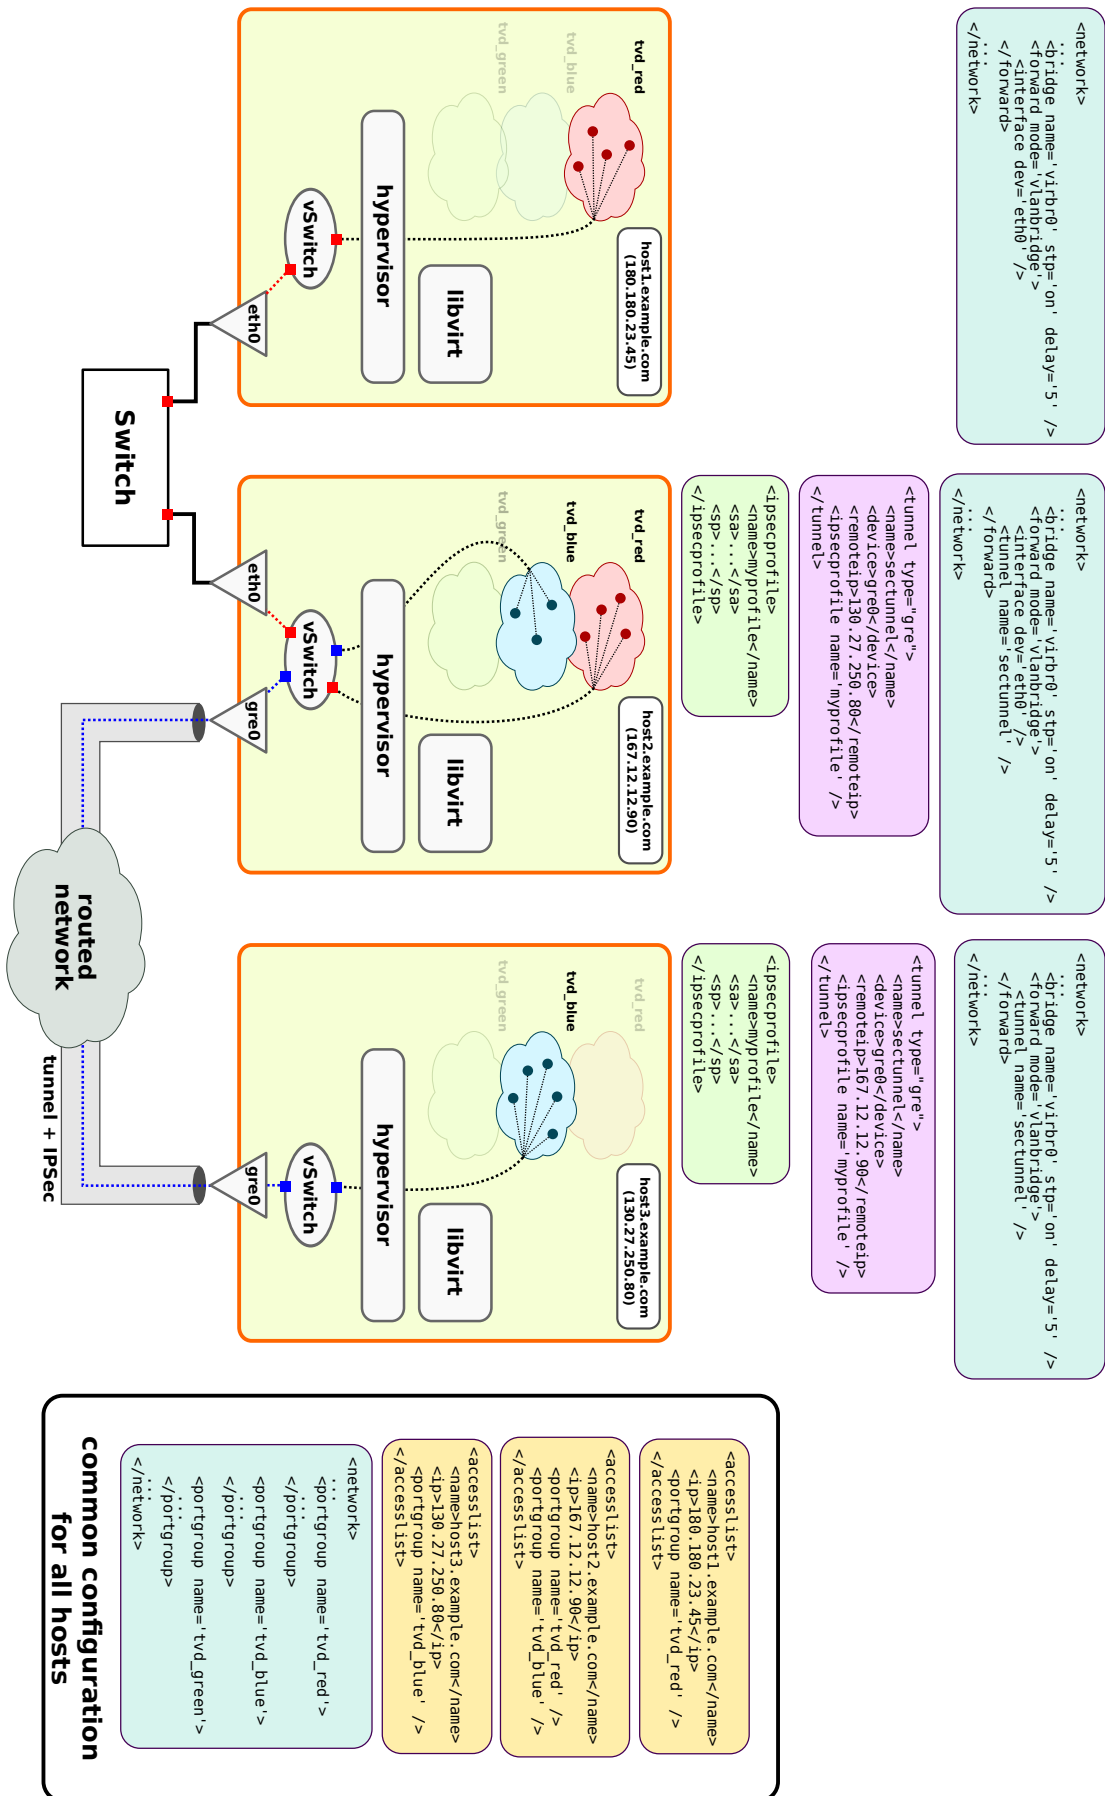 <network>
...
<bridge name='virbr0' stp='on' delay='5' />
<forward mode='vlanbridge'>
<interface dev='eth0' />
</forward>
...
</network>
<network>
...
<bridge name='virbr0' stp='on' delay='5' />
<forward mode='vlanbridge'>
<interface dev='eth0' />
<tunnel name='sectunnel' />
</forward>
...
</network>
<network>
...
<bridge name='virbr0' stp='on' delay='5' />
<forward mode='vlanbridge'>
<tunnel name='sectunnel' />
</forward>
...
</network>
<tunnel type="gre">
<name>sectunnel</name>
<device>gre0</device>
<remoteip>130.27.250.80</remoteip>
<ipsecprofile name='myprofile' />
</tunnel>
<tunnel type="gre">
<name>sectunnel</name>
<device>gre0</device>
<remoteip>167.12.12.90</remoteip>
<ipsecprofile name='myprofile' />
</tunnel>
<ipsecprofile>
<name>myprofile</name>
<sa>...</sa>
<sp>...</sp>
</ipsecprofile>
<ipsecprofile>
<name>myprofile</name>
<sa>...</sa>
<sp>...</sp>
</ipsecprofile>
tvd_red
tvd_blue
tvd_green
host1.example.com
(180.180.23.45)
libvirt
hypervisor
vSwitch
eth0
tvd_red
tvd_blue
tvd_green
host2.example.com
(167.12.12.90)
libvirt
hypervisor
vSwitch
eth0
gre0
tvd_red
tvd_blue
tvd_green
host3.example.com
(130.27.250.80)
libvirt
hypervisor
vSwitch
gre0
Switch
routed
network
tunnel + IPSec
<accesslist>
<name>host1.example.com</name>
<ip>180.180.23.45</ip>
<portgroup name='tvd_red' />
</accesslist>
<accesslist>
<name>host2.example.com</name>
<ip>167.12.12.90</ip>
<portgroup name='tvd_red' />
<portgroup name='tvd_blue' />
</accesslist>
<accesslist>
<name>host3.example.com</name>
<ip>130.27.250.80</ip>
<portgroup name='tvd_blue' />
</accesslist>
<network>
...
<portgroup name='tvd_red'>
...
</portgroup>
<portgroup name='tvd_blue'>
...
</portgroup>
<portgroup name='tvd_green'>
...
</portgroup>
...
</network>
common configuration
for all hosts